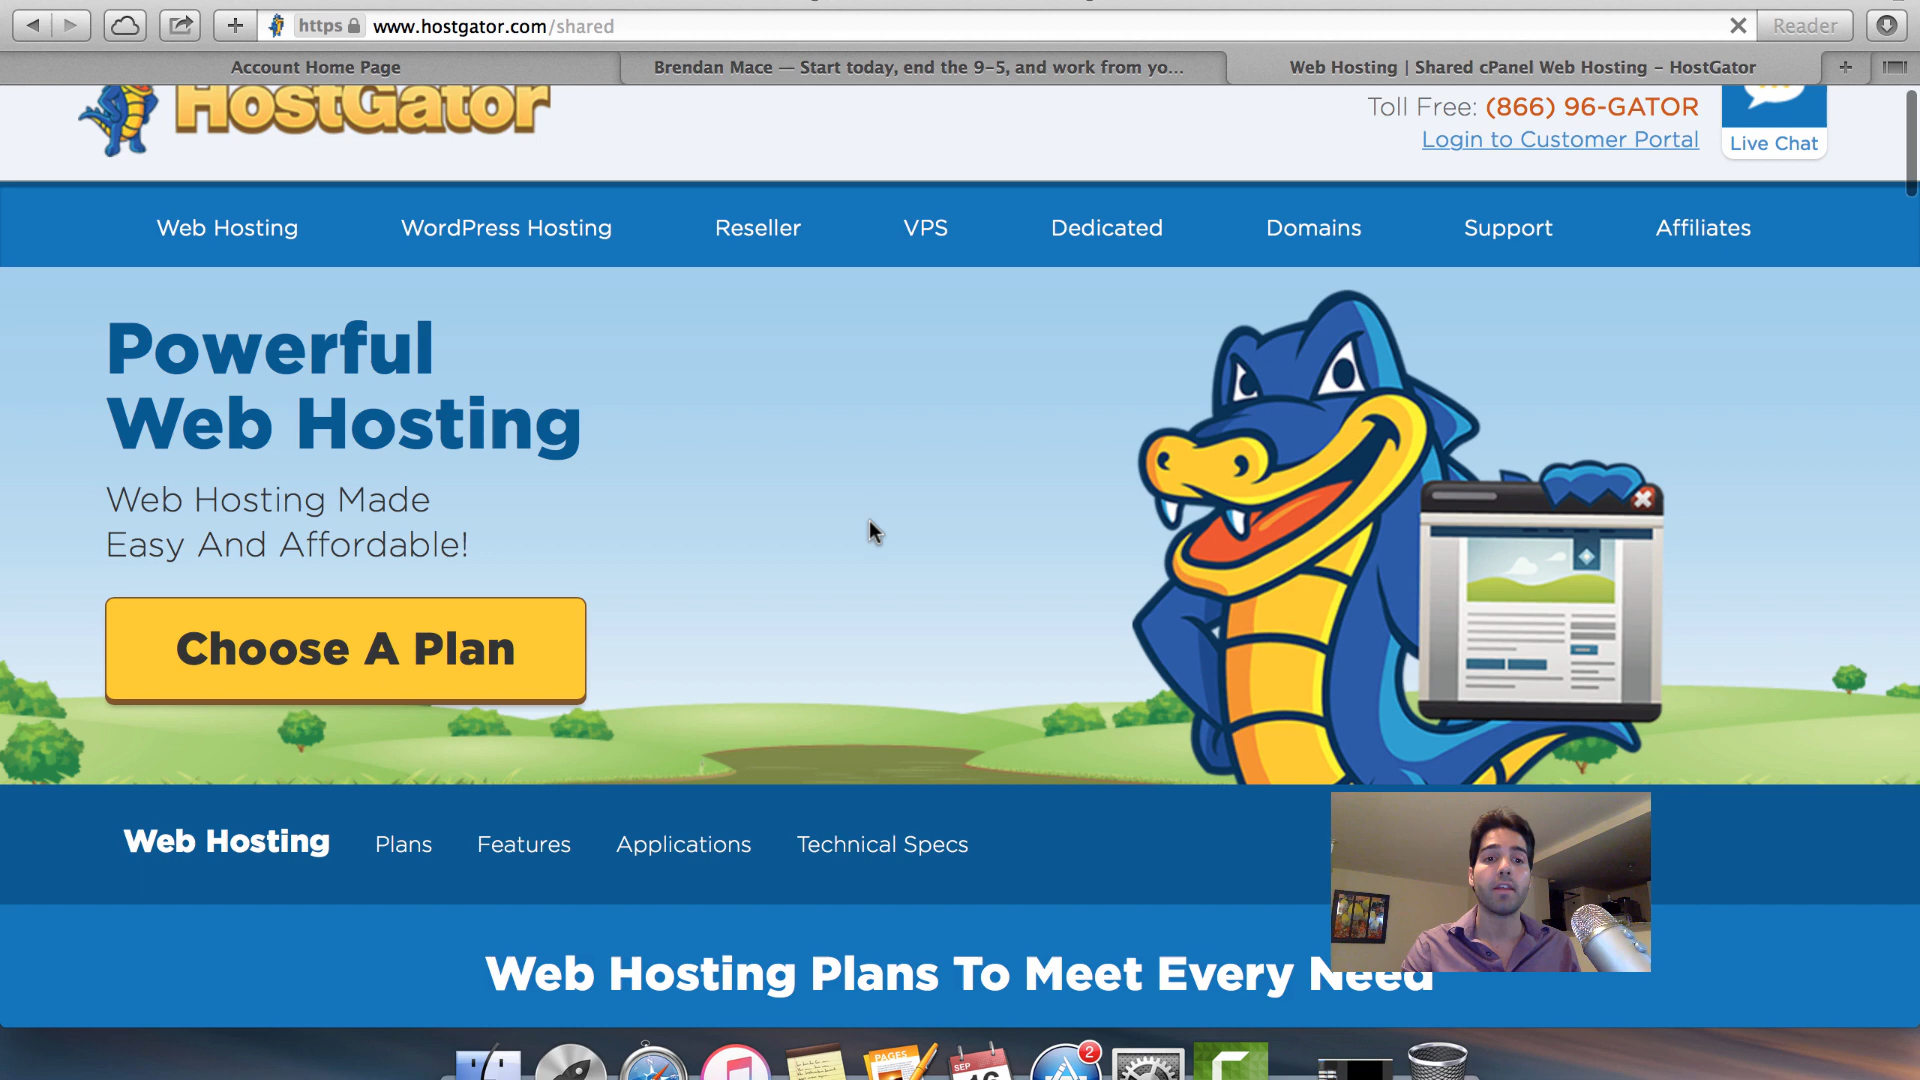 https www.hostgator.com/shared Reader
Account Home Page
Brendan Mace — Start today, end the 9-5, and work from yo...
Web Hosting | Shared cPanel Web Hosting – HostGator
HostGator
Toll Free: (866) 96-GATOR
Login to Customer Portal
Live Chat
Web Hosting
WordPress Hosting
Reseller
VPS
Dedicated
Domains
Support
Affiliates
Powerful
Web Hosting
Web Hosting Made
Easy And Affordable!
Choose A Plan
Web Hosting
Plans
Features
Applications
Technical Specs
Web Hosting Plans To Meet Every Need
PAGES
SEP
2